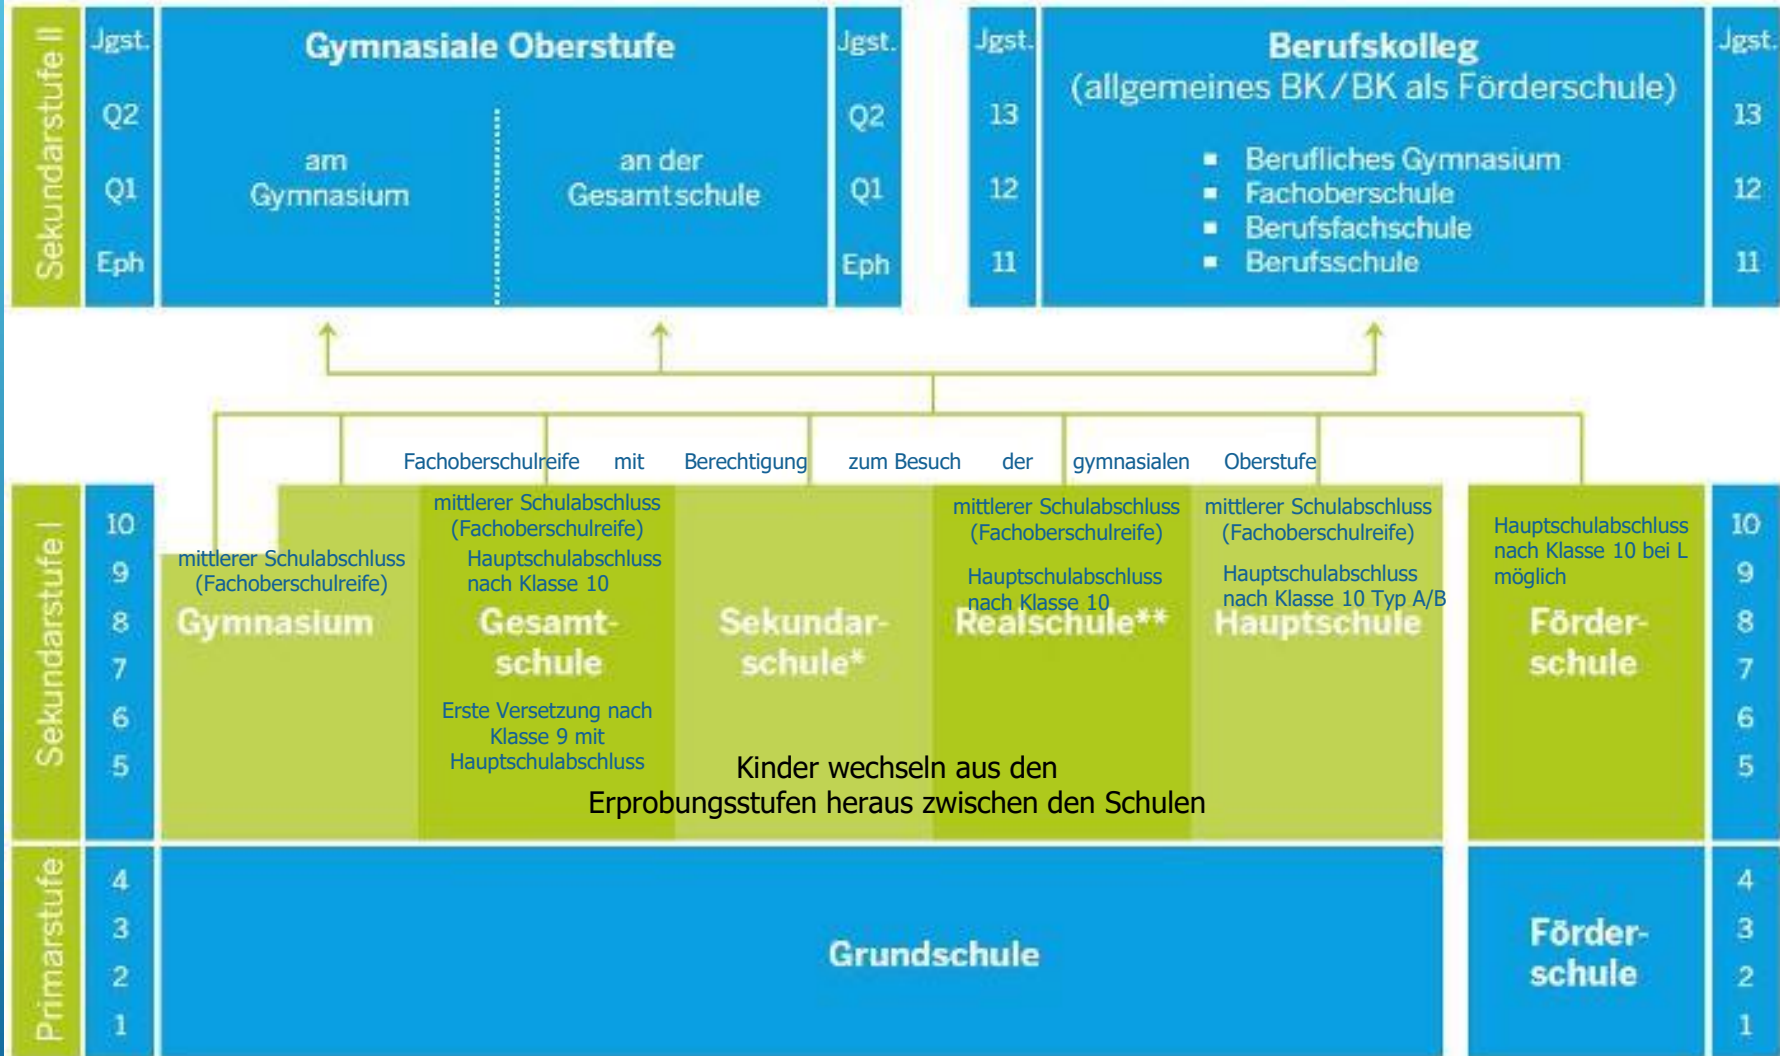 Sekundarstufe II
Jgst.
Q2
Q1
Eph
Gymnasiale Oberstufe
am
Gymnasium
an der
Gesamtschule
Jgst.
Q2
Q1
Eph
Jgst.
13
12
11
Berufskolleg
(allgemeines BK/BK als Förderschule)
▪ Berufliches Gymnasium
▪ Fachoberschule
▪ Berufsfachschule
▪ Berufsschule
Jgst.
13
12
11
Fachoberschulreife mit Berechtigung zum Besuch der gymnasialen Oberstufe
Sekundarstufe I
10
9
8
7
6
5
mittlerer Schulabschluss
(Fachoberschulreife)
Gymnasium
mittlerer Schulabschluss
(Fachoberschulreife)
Hauptschulabschluss
nach Klasse 10
Gesamt-
schule
Erste Versetzung nach
Klasse 9 mit
Hauptschulabschluss
Sekundar-
schule*
mittlerer Schulabschluss
(Fachoberschulreife)
Hauptschulabschluss
nach Klasse 10
Realschule**
mittlerer Schulabschluss
(Fachoberschulreife)
Hauptschulabschluss
nach Klasse 10 Typ A/B
Hauptschule
Hauptschulabschluss
nach Klasse 10 bei L
möglich
Förder-
schule
10
9
8
7
6
5
Kinder wechseln aus den
Erprobungsstufen heraus zwischen den Schulen
Primarstufe
4
3
2
1
Grundschule
Förder-
schule
4
3
2
1